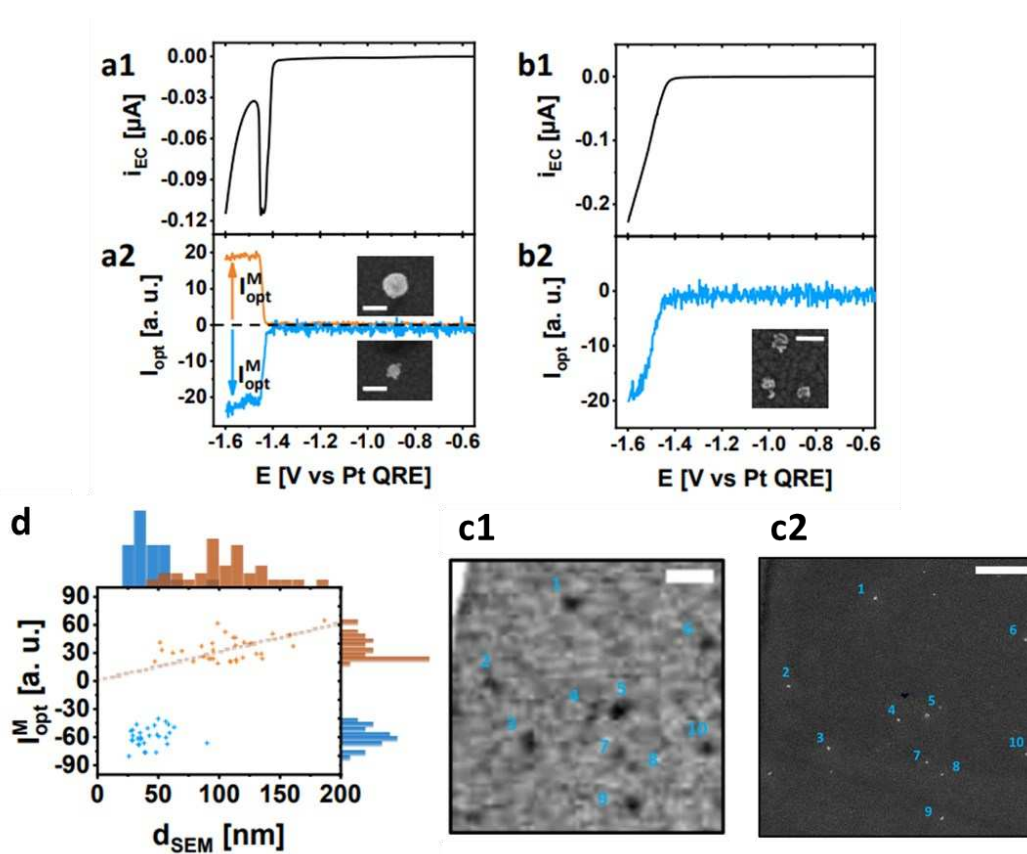 a1
0.00
-0.03
-0.06
-0.09
-0.12
i_EC [µA]
a2
20
10
0
-10
-20
I_opt [a. u.]
I^M_opt
I^M_opt
-1.6 -1.4 -1.2 -1.0 -0.8 -0.6
E [V vs Pt QRE]
b1
0.0
-0.1
-0.2
i_EC [µA]
b2
0
-10
-20
I_opt [a. u.]
-1.6 -1.4 -1.2 -1.0 -0.8 -0.6
E [V vs Pt QRE]
d
90
60
30
0
-30
-60
-90
I^M_opt [a. u.]
0 50 100 150 200
d_SEM [nm]
c1
1
6
2
5
4
3
10
7
8
9
c2
1
6
2
5
4
3
10
7
8
9